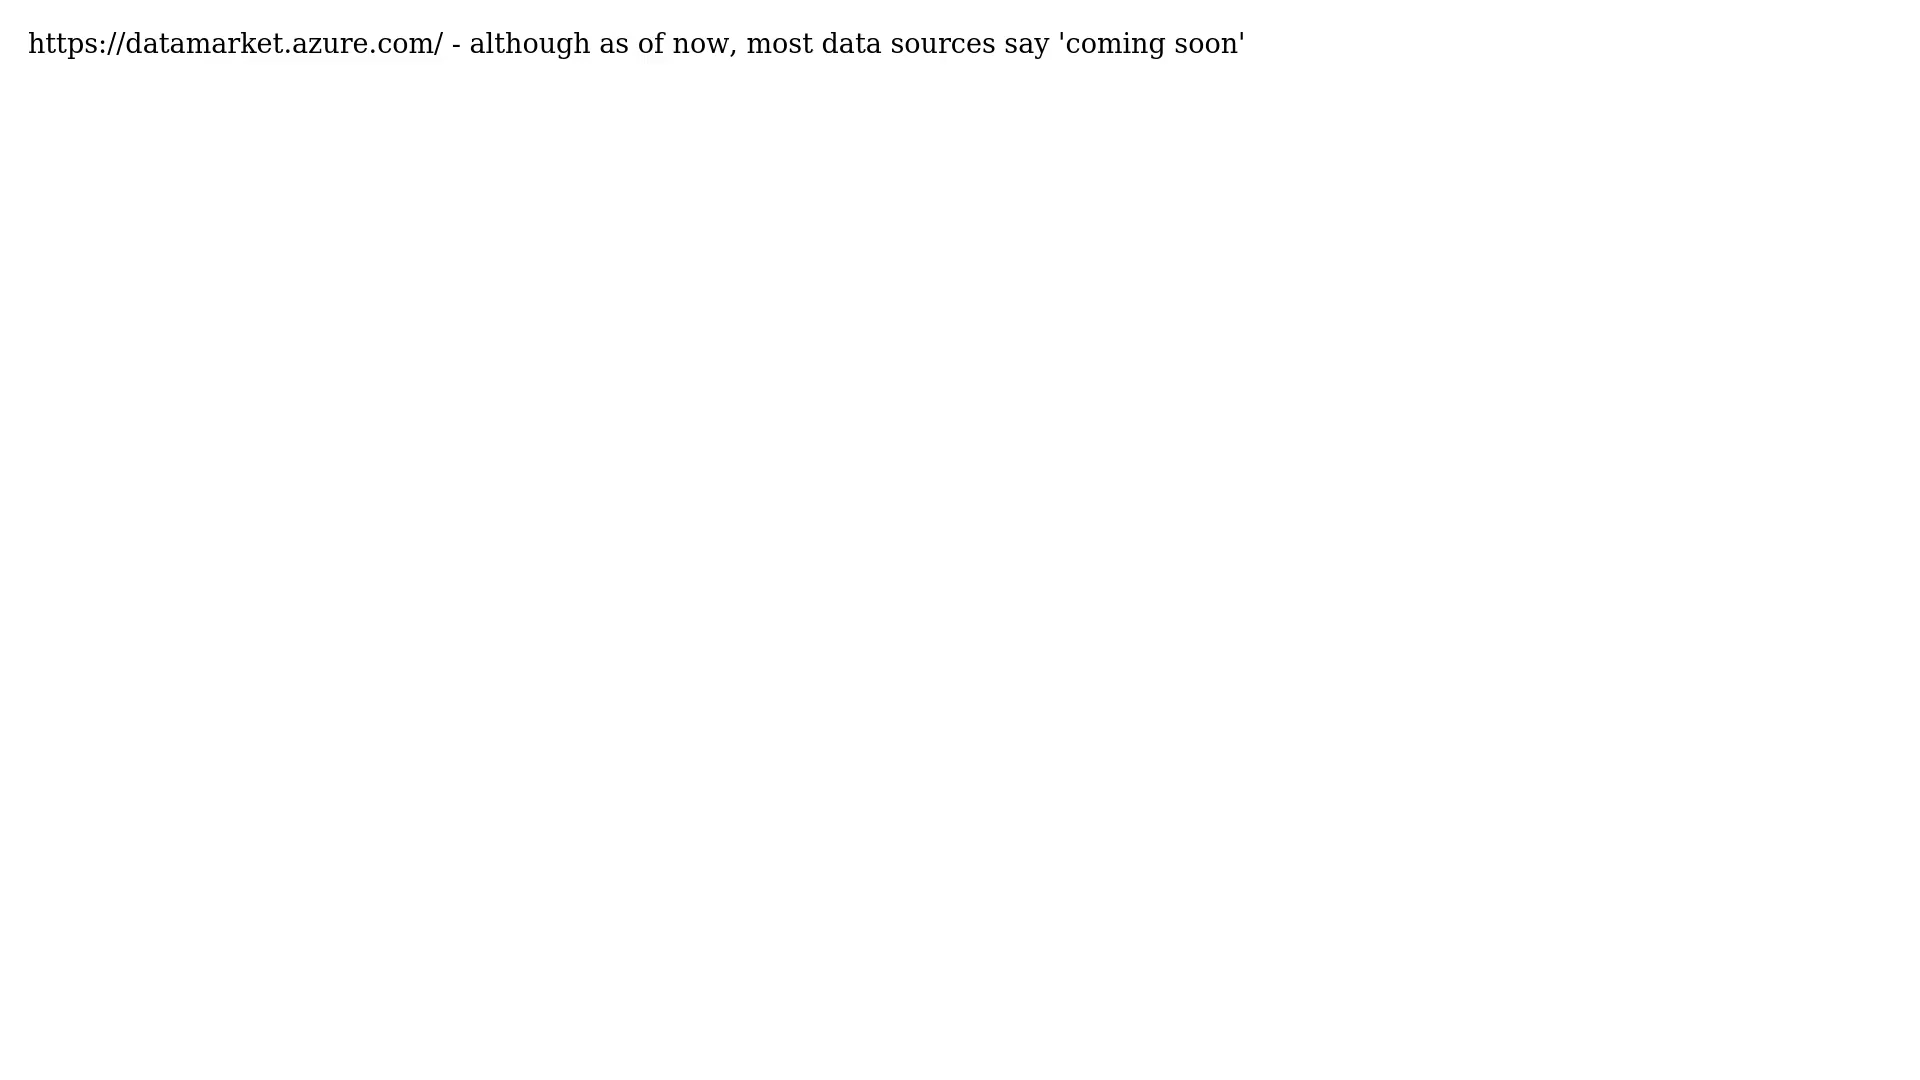 https://datamarket.azure.com/ - although as of now, most data sources say 'coming soon'